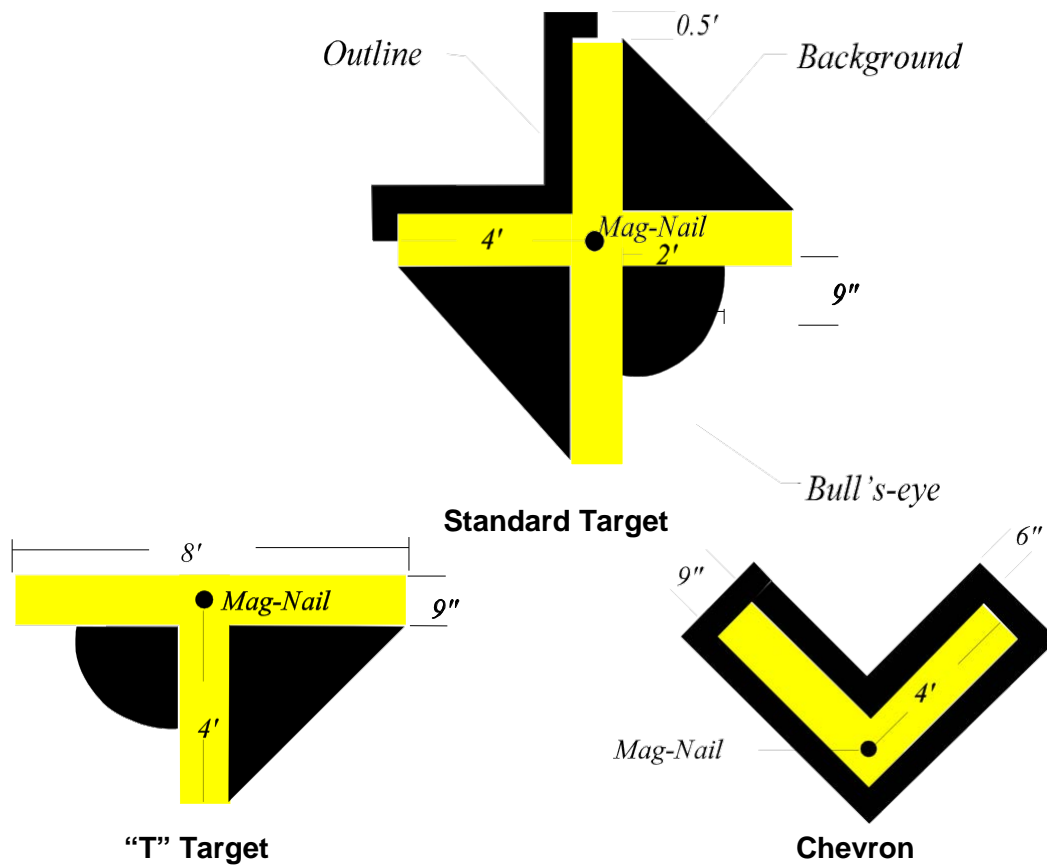 0.5'
Outline
Background
Mag-Nail
4'
2'
9"
Bull's-eye
Standard Target
8'
Mag-Nail
9"
4'
“T” Target
6"
9"
4'
Mag-Nail
Chevron